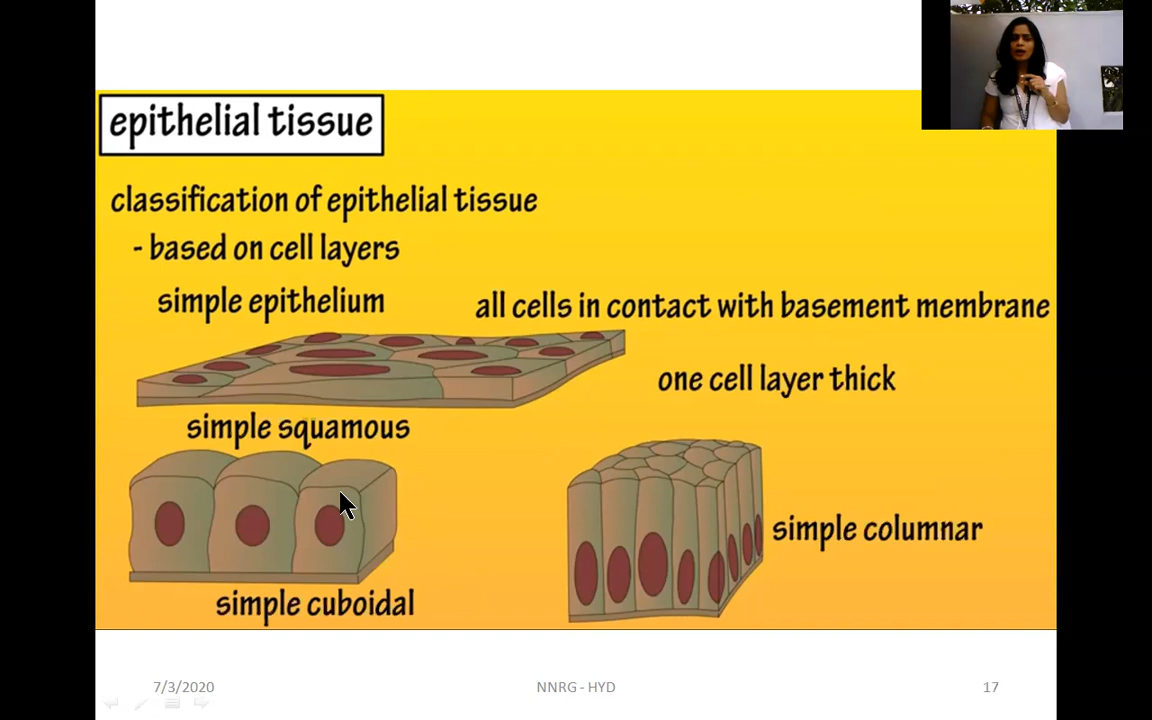 epithelial tissue
classification of epithelial tissue
- based on cell layers
simple epithelium
all cells in contact with basement membrane
one cell layer thick
simple squamous
simple columnar
simple cuboidal
7/3/2020
NNRG - HYD
17